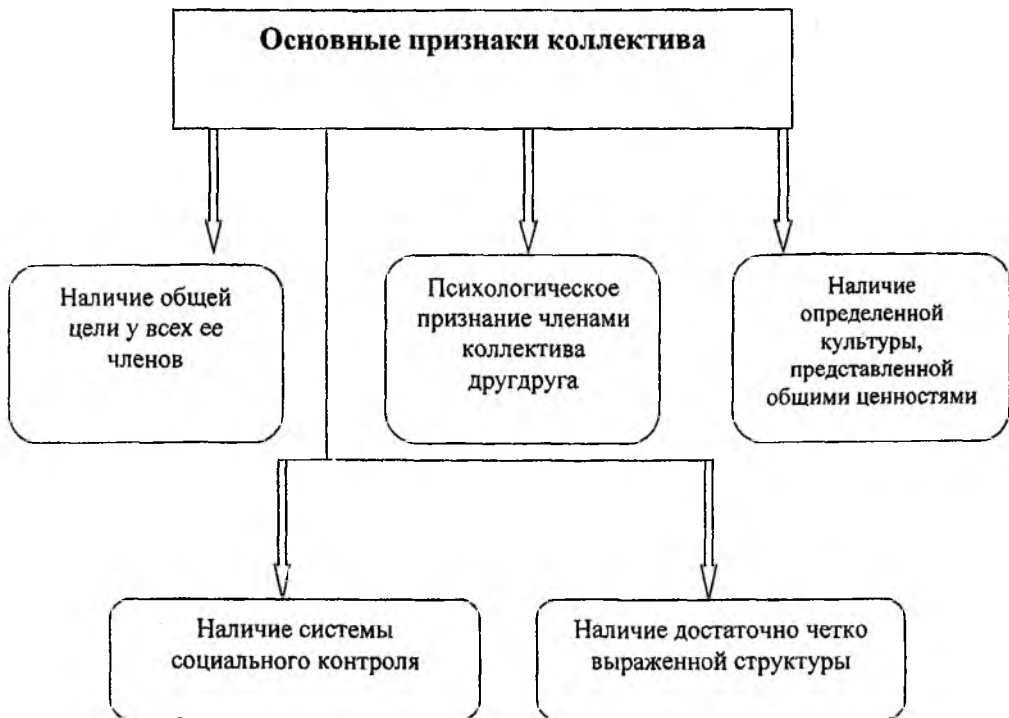 Основные признаки коллектива
Наличие общей
цели у всех ее
членов
Психологическое
признание членами
коллектива
другдруга
Наличие
определенной
культуры,
представленной
общими ценностями
Наличие системы
социального контроля
Наличие достаточно четко
выраженной структуры